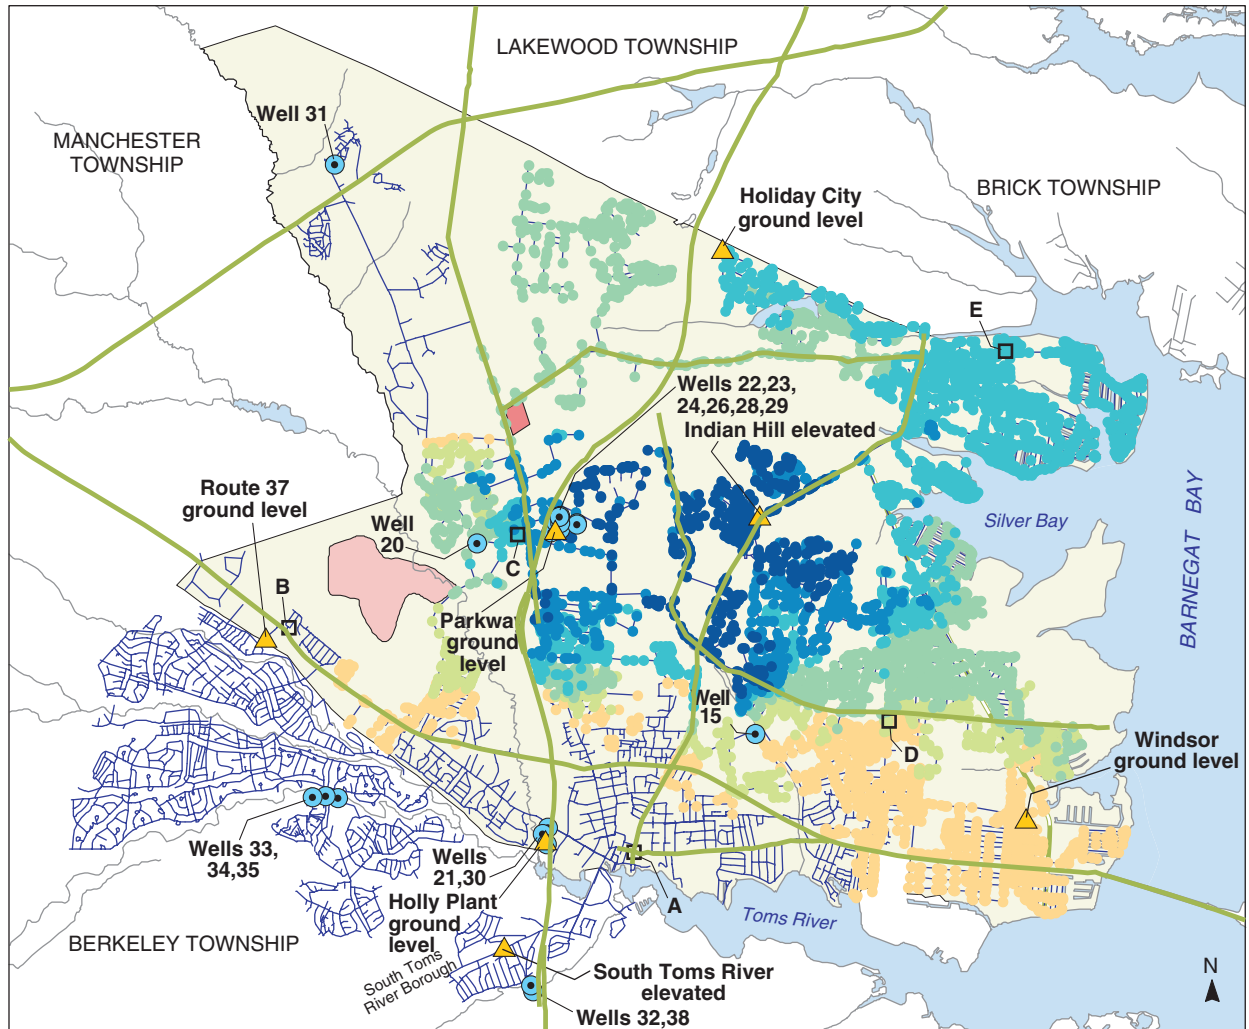 LAKEWOOD TOWNSHIP
Well 31
MANCHESTER
TOWNSHIP
BRICK TOWNSHIP
Holiday City
ground level
E
Wells 22,23,
24,26,28,29
Indian Hill elevated
Route 37
ground level
Well
20
Silver Bay
BARNEGAT BAY
C
B
Parkway
ground
level
Well
15
D
Windsor
ground level
Wells 33,
34,35
Wells
21,30
A
Holly Plant
ground
level
Toms River
BERKELEY TOWNSHIP
South Toms
River Borough
South Toms River
elevated
Wells 32,38
N